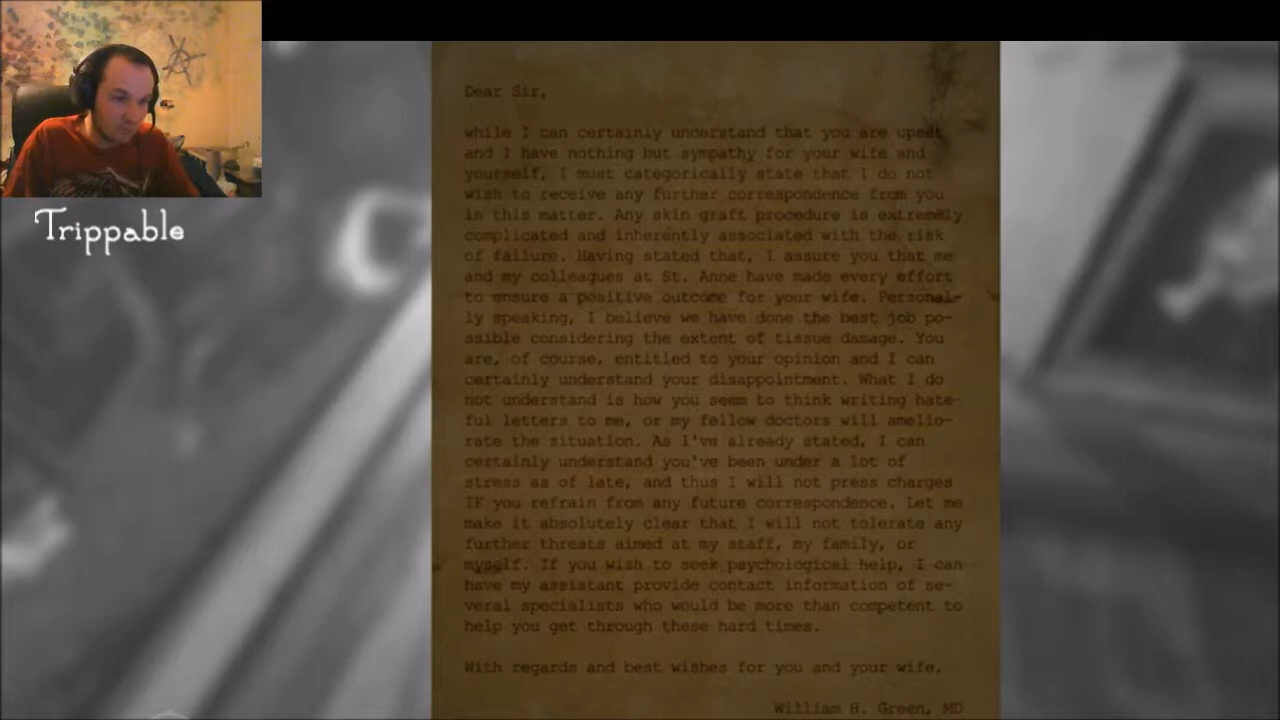 Trippable
Dear Sir,
while I can certainly understand that you are upset
and I have nothing but sympathy for your wife and
yourself, I must categorically state that I do not
wish to receive any further correspondence from you
in this matter. Any skin graft procedure is extremely
complicated and inherently associated with the risk
of failure. Having stated that, I assure you that me
and my colleagues at St. Anne have made every effort
to ensure a positive outcome for your wife. Personal-
ly speaking, I believe we have done the best job po-
ssible considering the extent of tissue damage. You
are, of course, entitled to your opinion and I can
certainly understand your disappointment. What I do
not understand is how you seem to think writing hate-
ful letters to me, or my fellow doctors will amelio-
rate the situation. As I've already stated, I can
certainly understand you've been under a lot of
stress as of late, and thus I will not press charges
IF you refrain from any future correspondence. Let me
make it absolutely clear that I will not tolerate any
further threats aimed at my staff, my family, or
myself. If you wish to seek psychological help, I can
have my assistant provide contact information of se-
veral specialists who would be more than competent to
help you get through these hard times.
With regards and best wishes for you and your wife.
William H. Green, MD